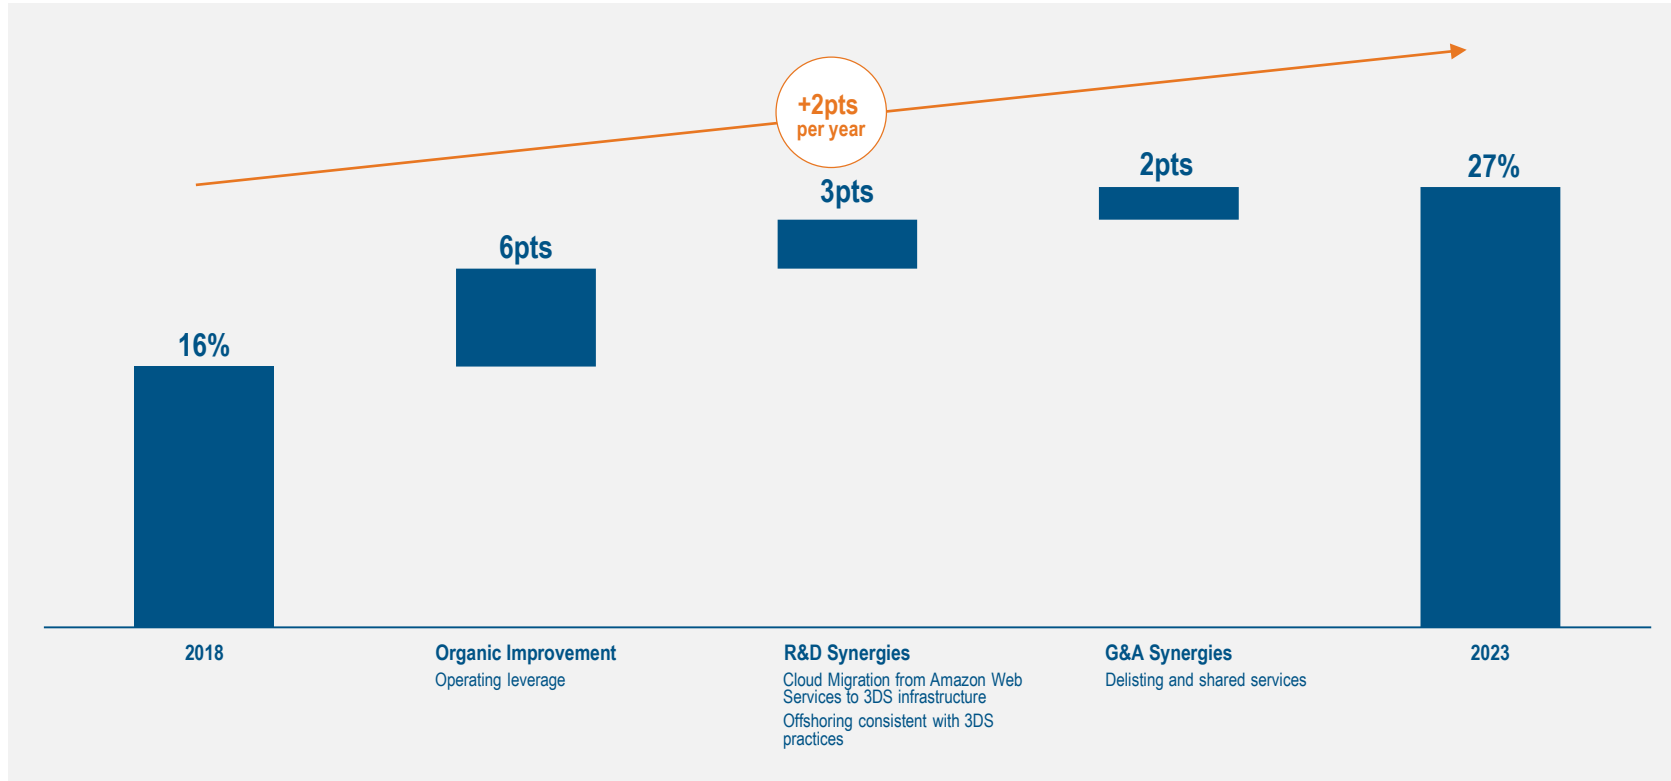 +2pts
per year
16%
6pts
3pts
2pts
27%
2018
Organic Improvement
Operating leverage
R&D Synergies
Cloud Migration from Amazon Web
Services to 3DS infrastructure
Offshoring consistent with 3DS
practices
G&A Synergies
Delisting and shared services
2023